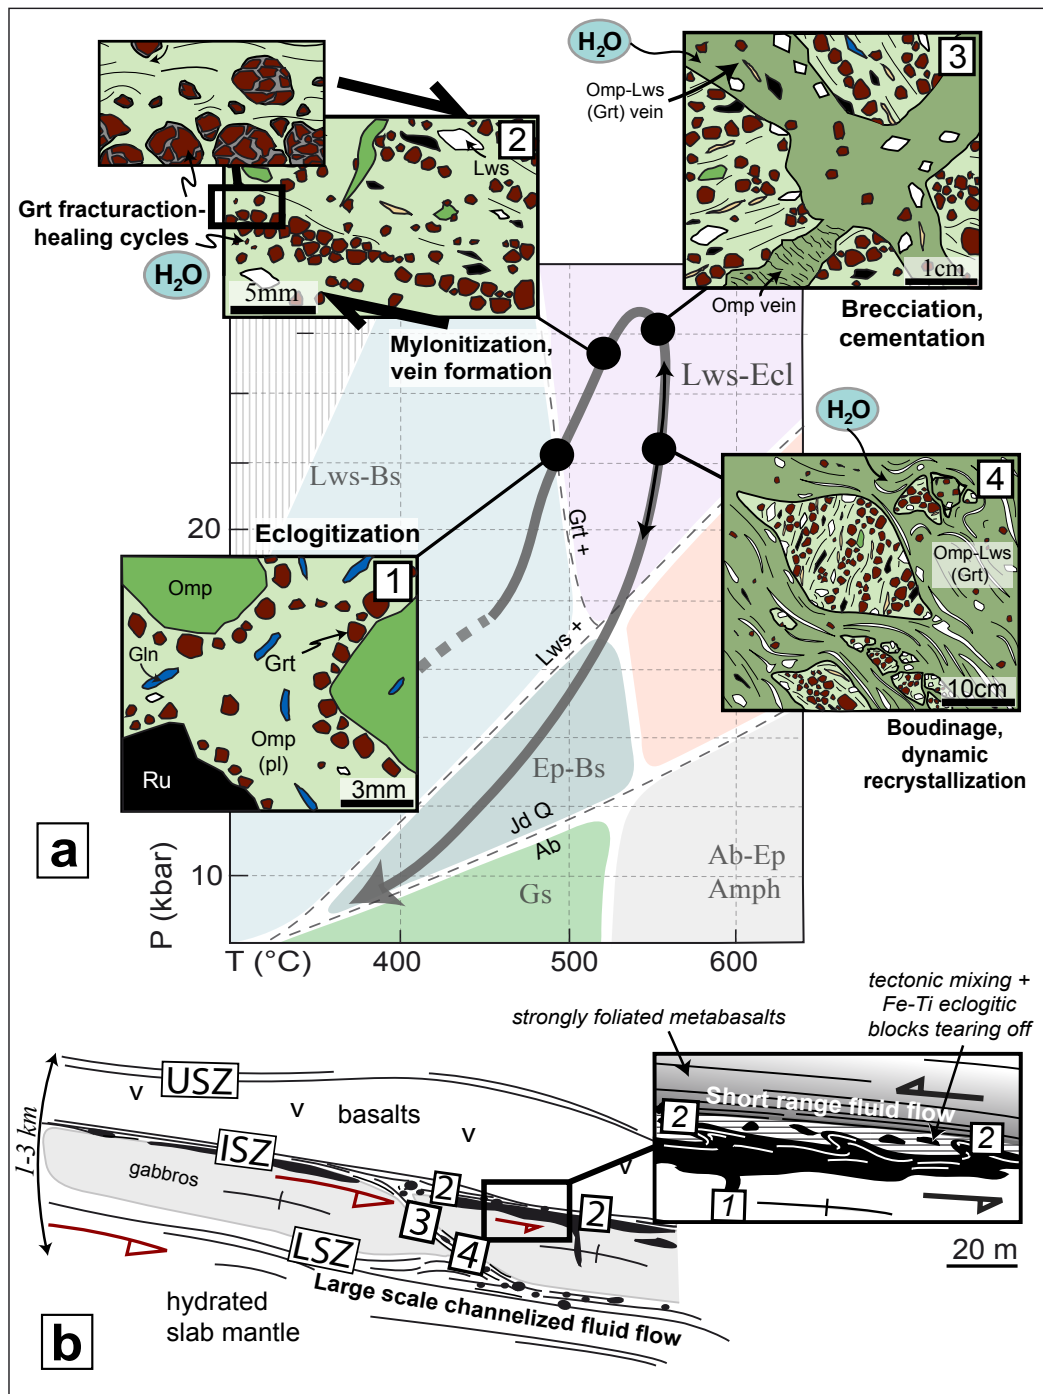 H₂O
3
Omp-Lws
(Grt) vein
1cm
Omp vein
Brecciation,
cementation
2
Lws
5mm
Grt fracturaction-
healing cycles
H₂O
Mylonitization,
vein formation
Lws-Ecl
Lws-Bs
Grt +
Lws +
20
Eclogitization
1
Omp
Gln
Grt
Omp
(pl)
Ru
3mm
H₂O
4
Omp-Lws
(Grt)
10cm
Boudinage,
dynamic
recrystallization
Ep-Bs
Jd Q
Ab
Gs
Ab-Ep
Amph
a
P (kbar)
10
T (°C)
400
500
600
tectonic mixing +
Fe-Ti eclogitic
blocks tearing off
strongly foliated metabasalts
Short range fluid flow
2
2
1
20 m
1-3 km
USZ
v
v
v
v
basalts
ISZ
gabbros
2
2
3
4
LSZ
Large scale channelized fluid flow
hydrated
slab mantle
b